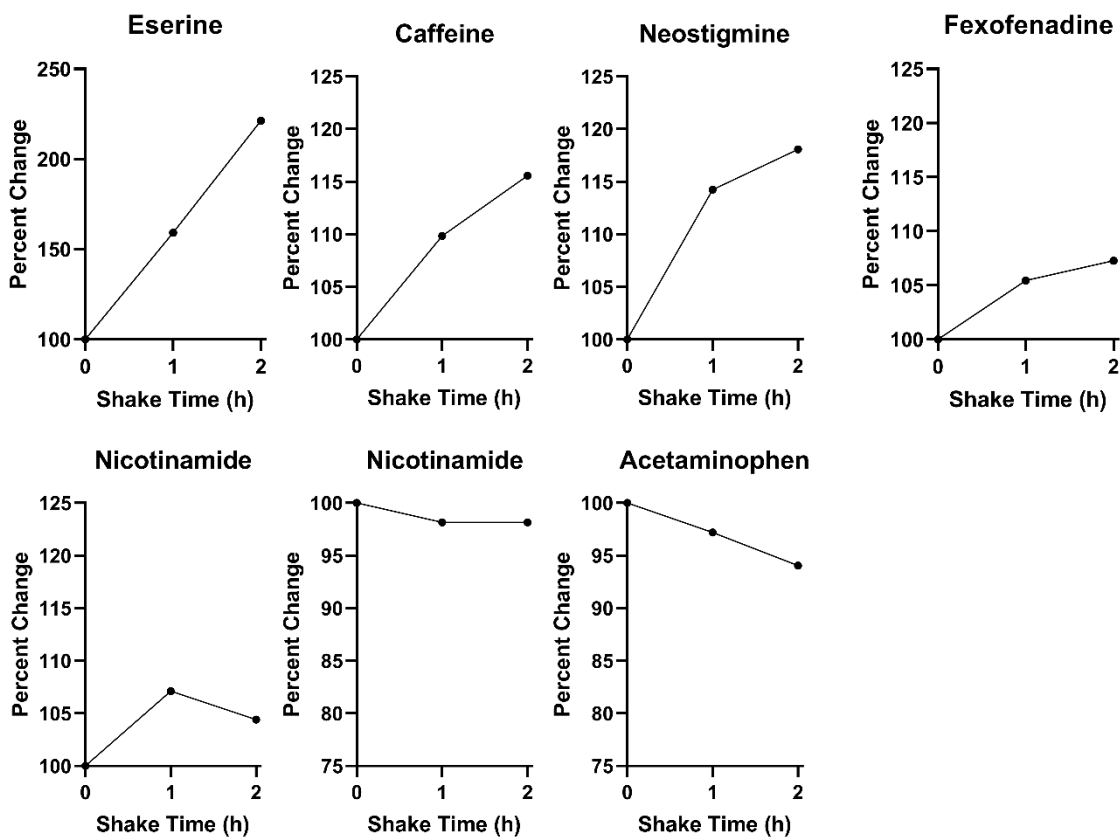 Eserine
250
200
150
100
Percent Change
0 1 2
Shake Time (h)
Caffeine
125
120
115
110
105
100
Percent Change
0 1 2
Shake Time (h)
Neostigmine
125
120
115
110
105
100
Percent Change
0 1 2
Shake Time (h)
Fexofenadine
125
120
115
110
105
100
Percent Change
0 1 2
Shake Time (h)
Nicotinamide
125
120
115
110
105
100
Percent Change
0 1 2
Shake Time (h)
Nicotinamide
100
95
90
85
80
75
Percent Change
0 1 2
Shake Time (h)
Acetaminophen
100
95
90
85
80
75
Percent Change
0 1 2
Shake Time (h)